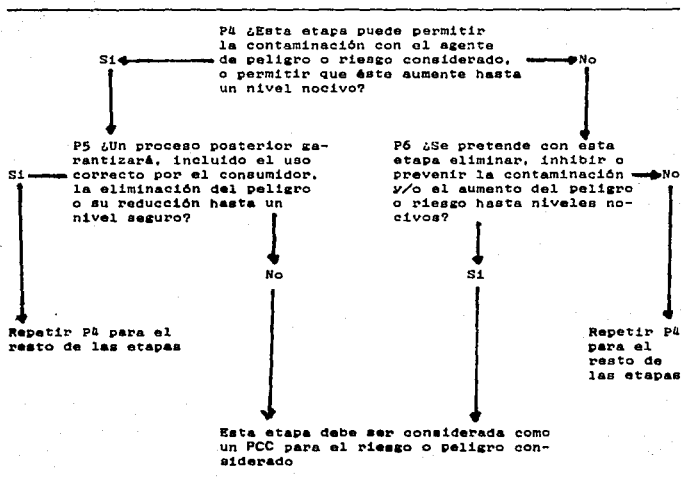 P4 ¿Esta etapa puede permitir
la contaminación con el agente
de peligro o riesgo considerado,
o permitir que éste aumente hasta
un nivel nocivo?
Si
No
P5 ¿Un proceso posterior ga-
rantizará, incluido el uso
correcto por el consumidor,
la eliminación del peligro
o su reducción hasta un
nivel seguro?
Si
No
P6 ¿Se pretende con esta
etapa eliminar, inhibir o
prevenir la contaminación
y/o el aumento del peligro
o riesgo hasta niveles no-
civos?
No
Si
Repetir P4 para el
resto de las etapas
Repetir P4
para el
resto de
las etapas
Esta etapa debe ser considerada como
un PCC para el riesgo o peligro con-
siderado